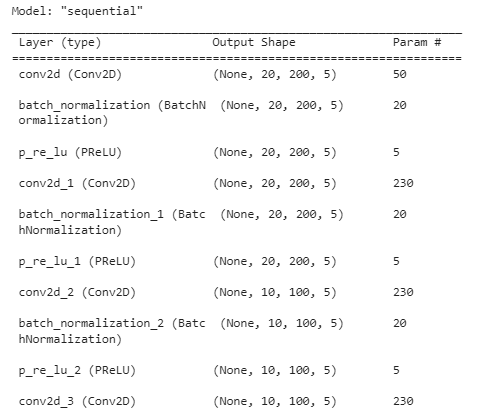 Model: "sequential"
Layer (type) Output Shape Param #
conv2d (Conv2D) (None, 20, 200, 5) 50
batch_normalization (BatchN (None, 20, 200, 5) 20
ormalization)
p_re_lu (PReLU) (None, 20, 200, 5) 5
conv2d_1 (Conv2D) (None, 20, 200, 5) 230
batch_normalization_1 (Batc (None, 20, 200, 5) 20
hNormalization)
p_re_lu_1 (PReLU) (None, 20, 200, 5) 5
conv2d_2 (Conv2D) (None, 10, 100, 5) 230
batch_normalization_2 (Batc (None, 10, 100, 5) 20
hNormalization)
p_re_lu_2 (PReLU) (None, 10, 100, 5) 5
conv2d_3 (Conv2D) (None, 10, 100, 5) 230